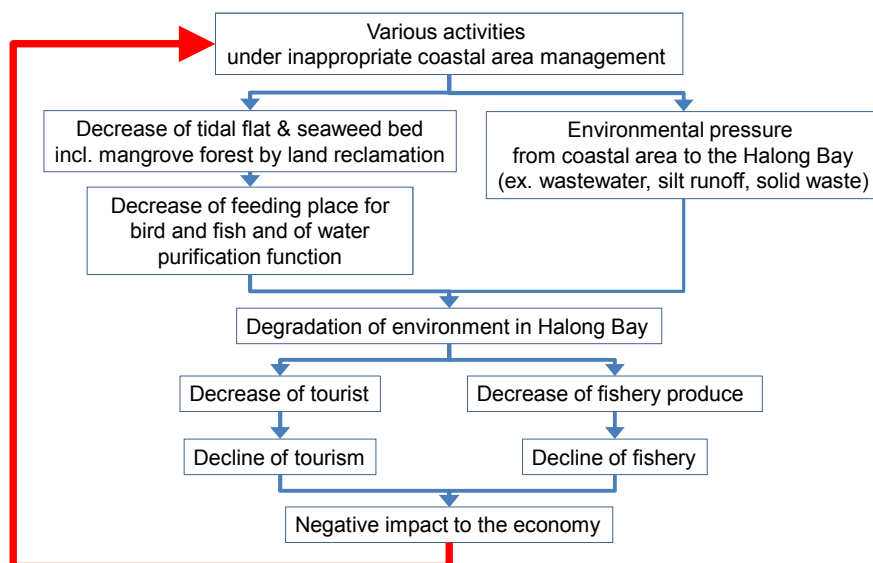 Various activities
under inappropriate coastal area management
Decrease of tidal flat & seaweed bed
incl. mangrove forest by land reclamation
Environmental pressure
from coastal area to the Halong Bay
(ex. wastewater, silt runoff, solid waste)
Decrease of feeding place for
bird and fish and of water
purification function
Degradation of environment in Halong Bay
Decrease of tourist
Decrease of fishery produce
Decline of tourism
Decline of fishery
Negative impact to the economy